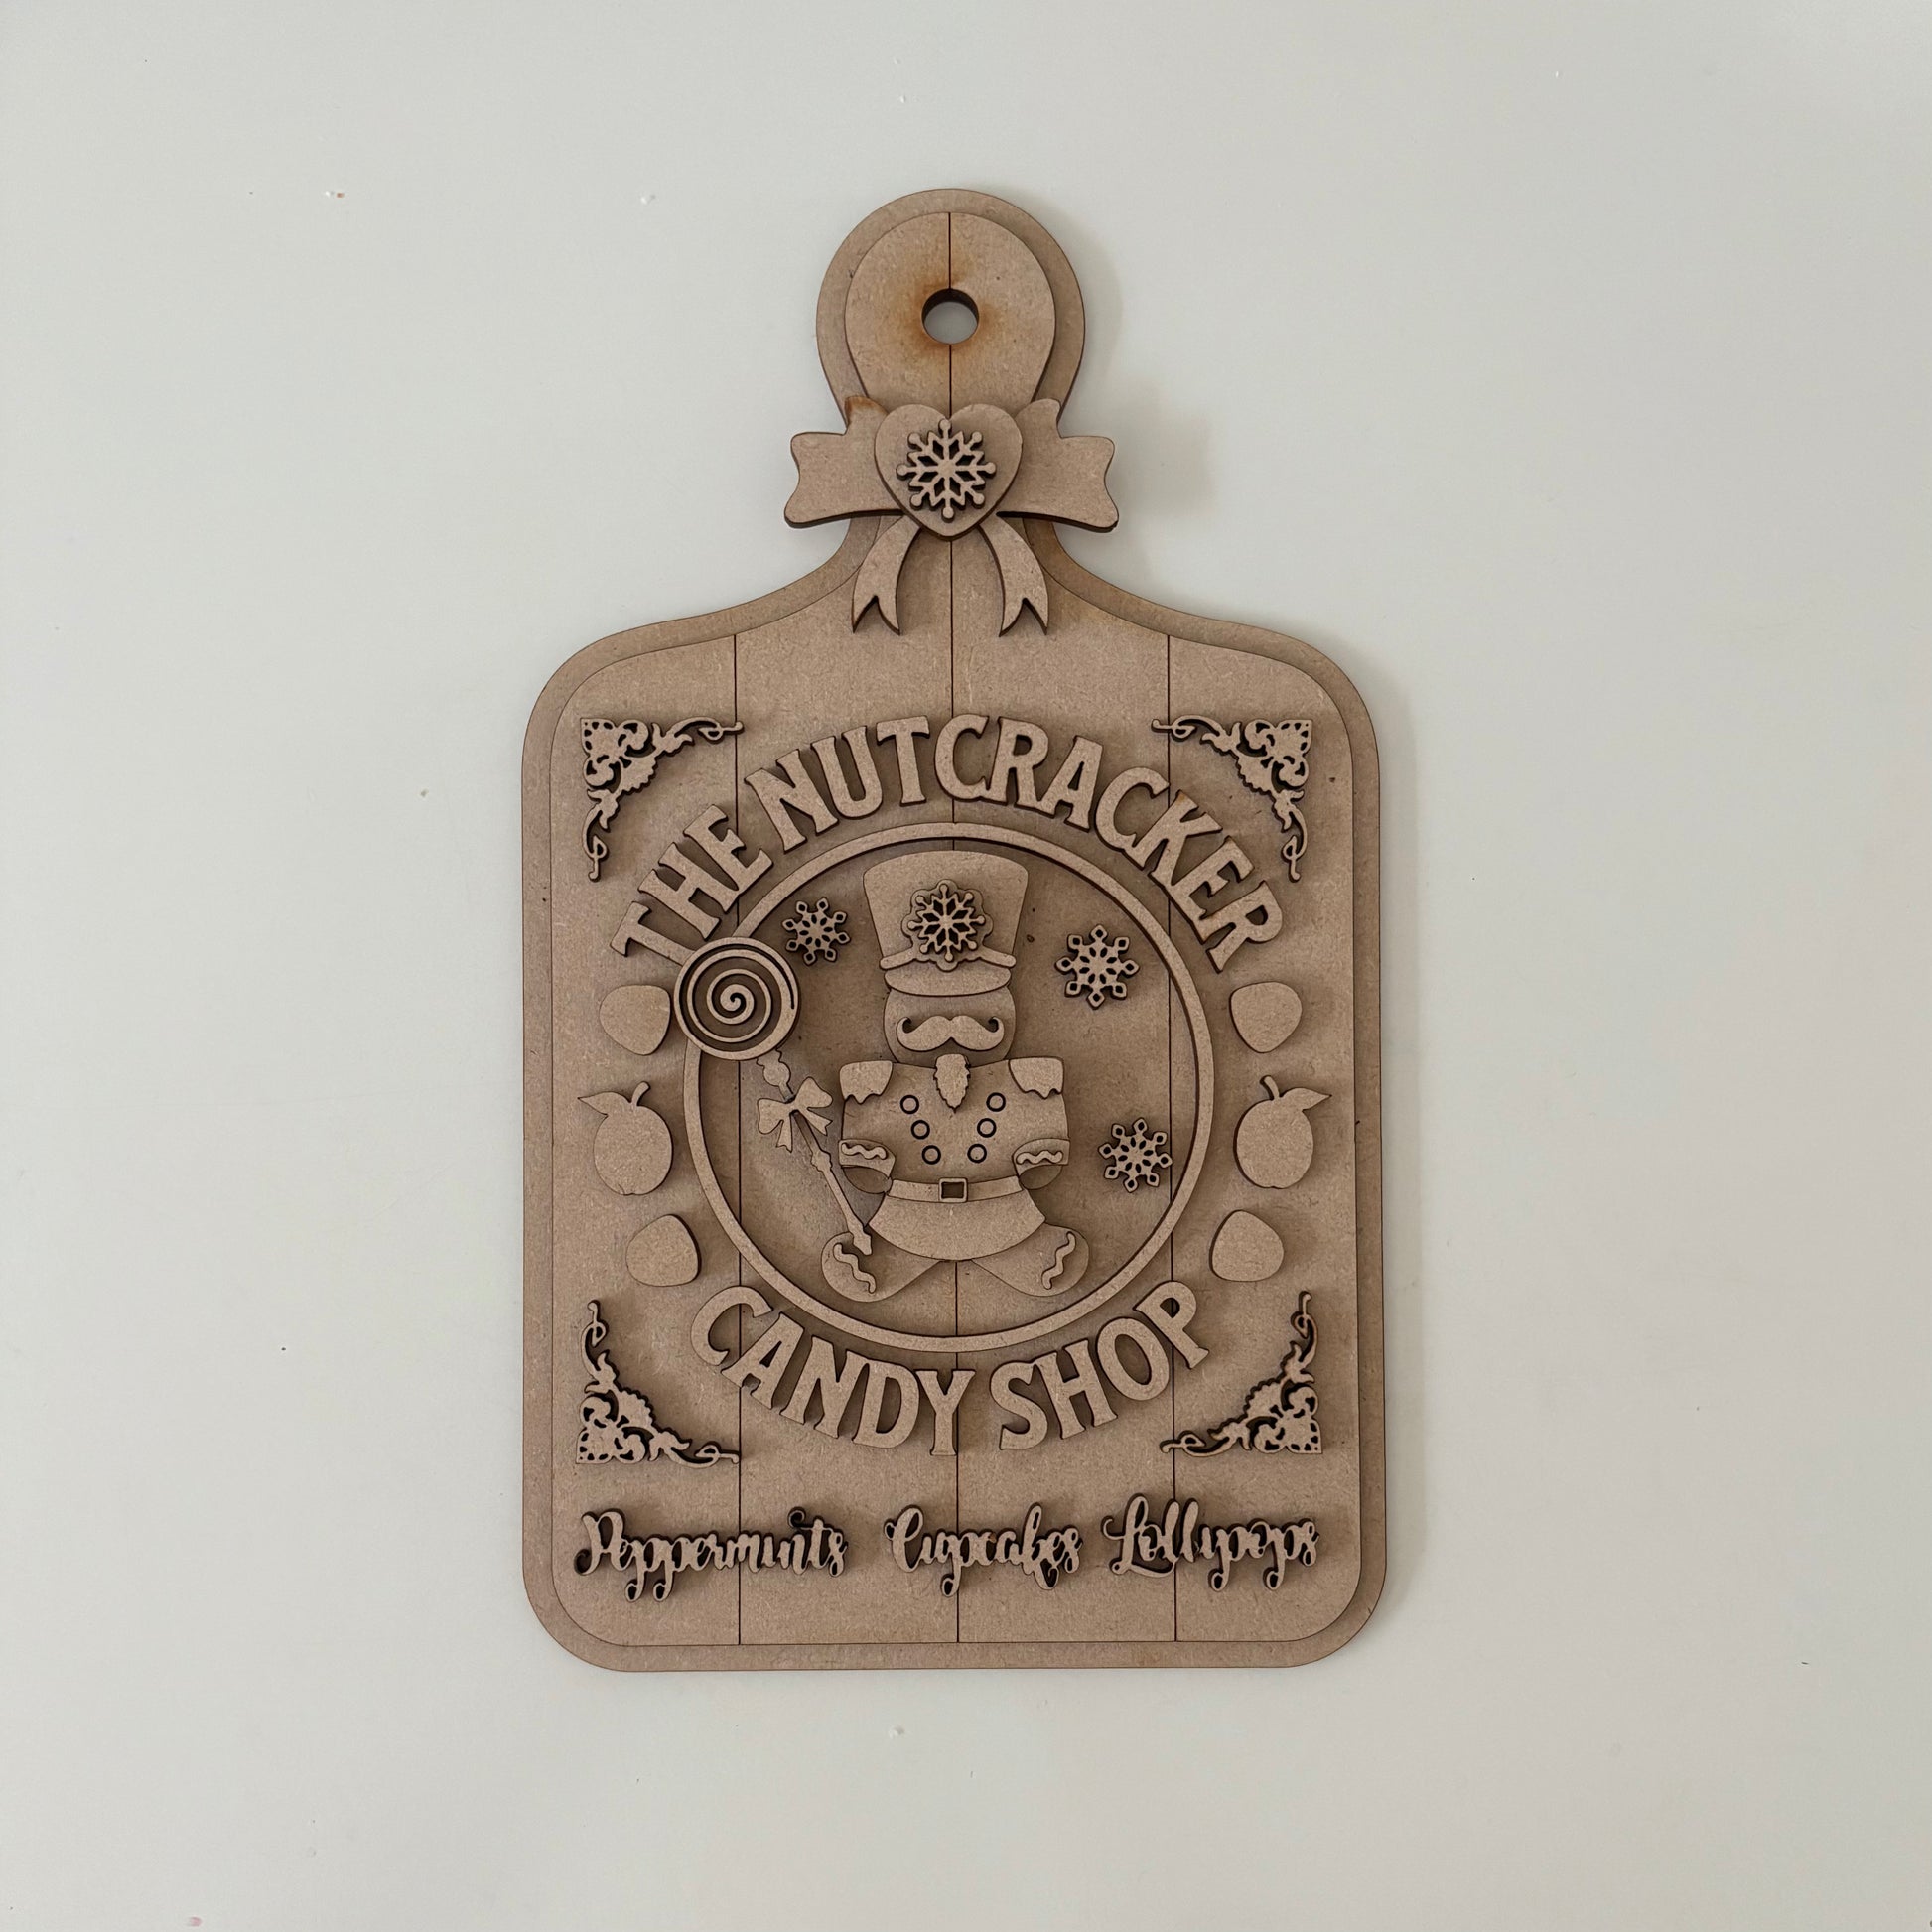 THE NUTCRACKER
CANDY SHOP
Peppermints Cupcakes Lollipops